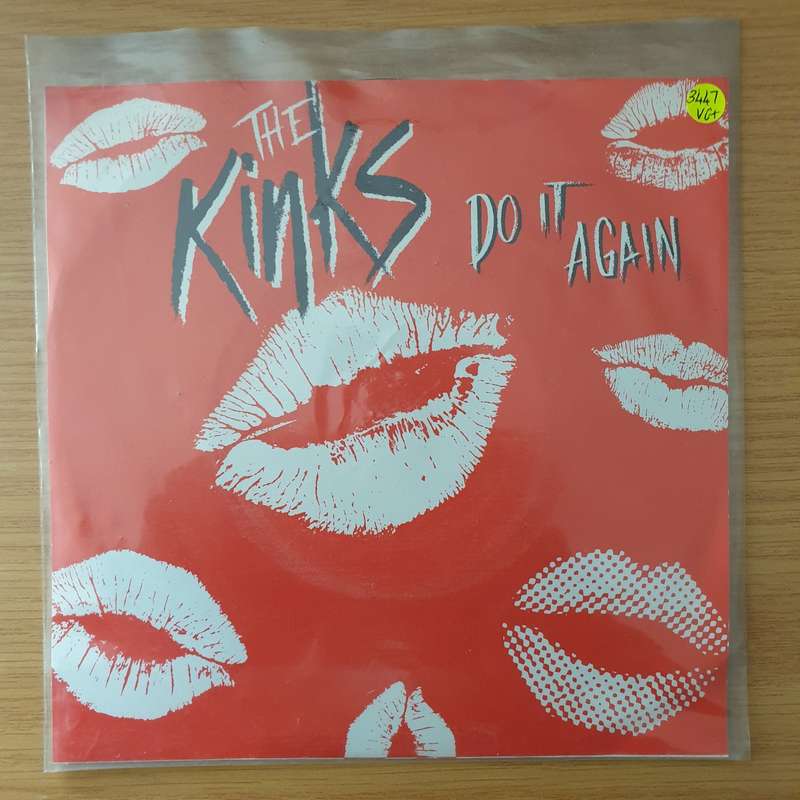 THE
Kinks
DO IT
AGAIN
3447
VG+